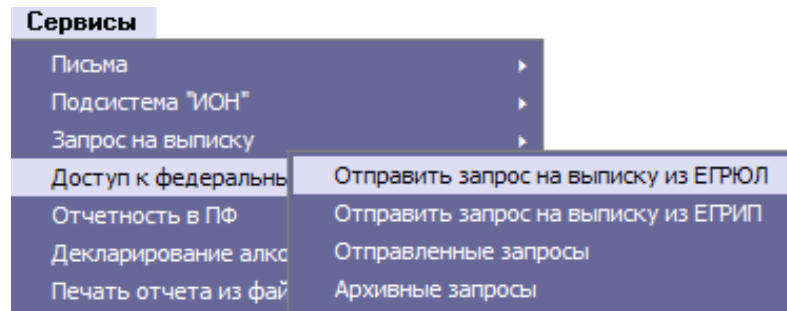 Сервисы
Письма
Подсистема "ИОН"
Запрос на выписку
Доступ к федеральны
Отчетность в ПФ
Декларирование алко
Печать отчета из фай
Отправить запрос на выписку из ЕГРЮЛ
Отправить запрос на выписку из ЕГРИП
Отправленные запросы
Архивные запросы